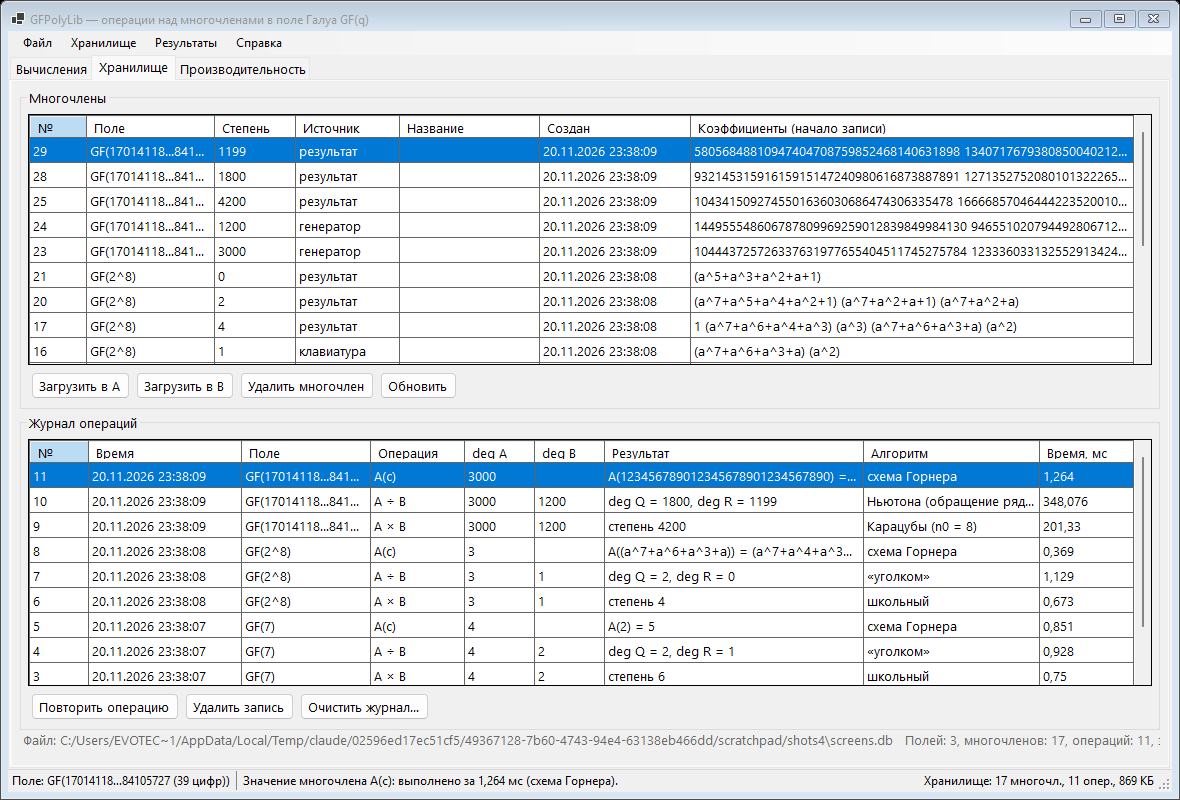 GFPolyLib — операции над многочленами в поле Галуа GF(q)
Файл Хранилище Результаты Справка
Вычисления Хранилище Производительность
Многочлены
№ Поле Степень Источник Название Создан Коэффициенты (начало записи)
29 GF(17014118...841... 1199 результат 20.11.2026 23:38:09 58056848810947404708759852468140631898 1340717679380850040212...
28 GF(17014118...841... 1800 результат 20.11.2026 23:38:09 93214531591615915147240980616873887891 1271352752080101322265...
25 GF(17014118...841... 4200 результат 20.11.2026 23:38:09 104341509274550163603068647430633547​8 16666857046444223520010...
24 GF(17014118...841... 1200 генератор 20.11.2026 23:38:09 144955548606787809969259012839849984130 946551020794492806712...
23 GF(17014118...841... 3000 генератор 20.11.2026 23:38:09 104443725726337631977655404511745275784 123336033132552913424...
21 GF(2^8) 0 результат 20.11.2026 23:38:08 (a^5+a^3+a^2+a+1)
20 GF(2^8) 2 результат 20.11.2026 23:38:08 (a^7+a^5+a^4+a^2+1) (a^7+a^2+a+1) (a^7+a^2+a)
17 GF(2^8) 4 результат 20.11.2026 23:38:08 1 (a^7+a^6+a^4+a^3) (a^3) (a^7+a^6+a^3+a) (a^2)
16 GF(2^8) 1 клавиатура 20.11.2026 23:38:08 (a^7+a^6+a^3+a) (a^2)
Загрузить в A Загрузить в B Удалить многочлен Обновить
Журнал операций
№ Время Поле Операция deg A deg B Результат Алгоритм Время, мс
11 20.11.2026 23:38:09 GF(17014118...841... A(c) 3000 A(123456789012345678901234567890) =... схема Горнера 1,264
10 20.11.2026 23:38:09 GF(17014118...841... A ÷ B 3000 1200 deg Q = 1800, deg R = 1199 Ньютона (обращение ряд... 348,076
9 20.11.2026 23:38:09 GF(17014118...841... A × B 3000 1200 степень 4200 Карацубы (n0 = 8) 201,33
8 20.11.2026 23:38:08 GF(2^8) A(c) 3 A((a^7+a^6+a^3+a)) = (a^7+a^4+a^3... схема Горнера 0,369
7 20.11.2026 23:38:08 GF(2^8) A ÷ B 3 1 deg Q = 2, deg R = 0 «уголком» 1,129
6 20.11.2026 23:38:08 GF(2^8) A × B 3 1 степень 4 школьный 0,673
5 20.11.2026 23:38:07 GF(7) A(c) 4 A(2) = 5 схема Горнера 0,851
4 20.11.2026 23:38:07 GF(7) A ÷ B 4 2 deg Q = 2, deg R = 1 «уголком» 0,928
3 20.11.2026 23:38:07 GF(7) A × B 4 2 степень 6 школьный 0,75
Повторить операцию Удалить запись Очистить журнал...
Файл: C:/Users/EVOTEC~1/AppData/Local/Temp/claude/02596ed17ec51cf5/49367128-7b60-4743-94e4-63138eb466dd/scratchpad/shots4\screens.db Полей: 3, многочленов: 17, операций: 11,
Поле: GF(17014118...84105727 (39 цифр)) Значение многочлена A(c): выполнено за 1,264 мс (схема Горнера). Хранилище: 17 многочл., 11 опер., 869 КБ